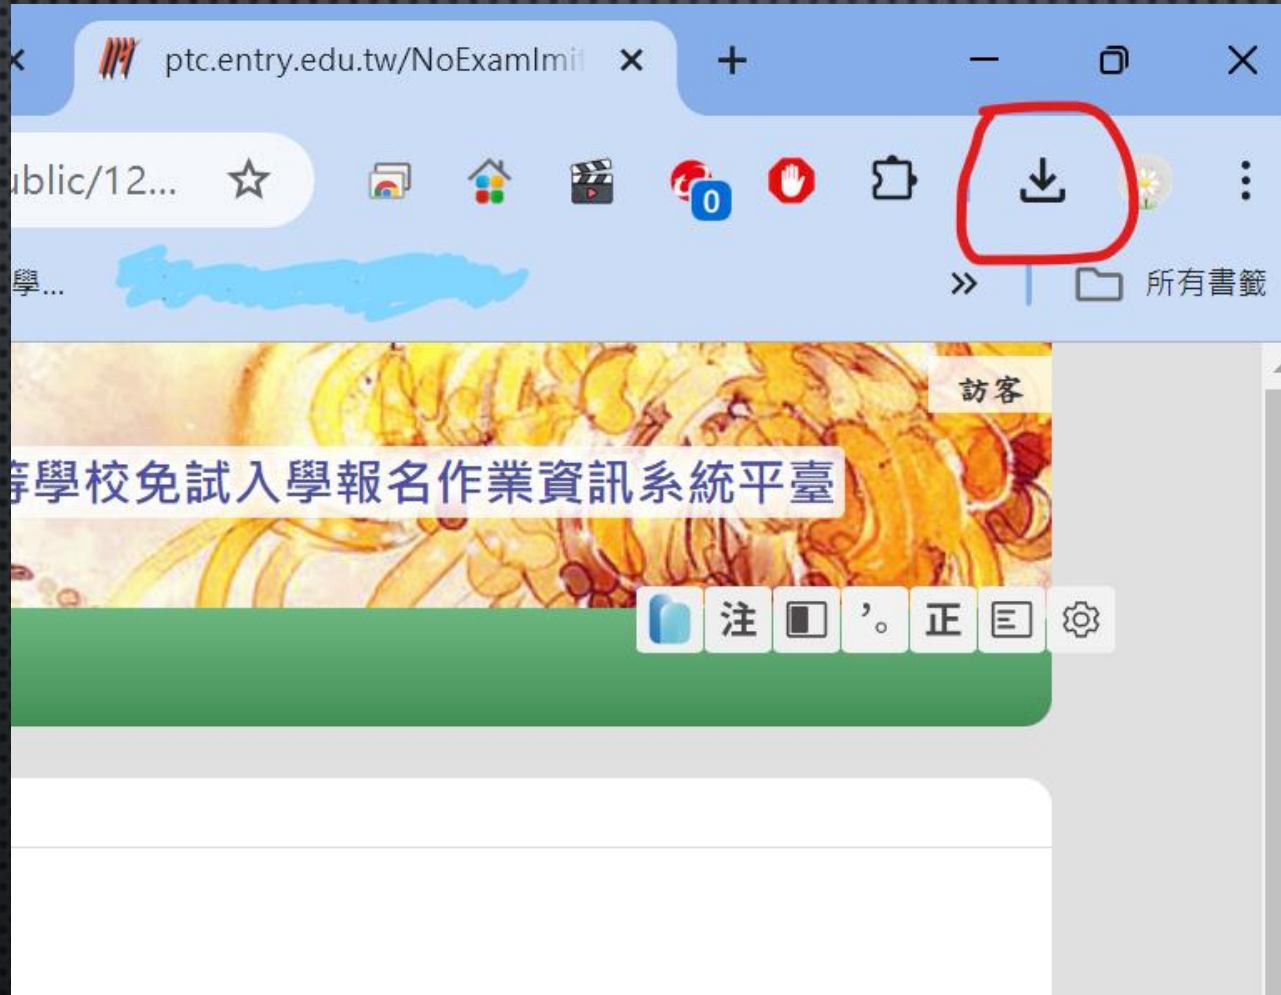 ptc.entry.edu.tw/NoExamImi
ublic/12...
0
學...
所有書籤
訪客
學校免試入學報名作業資訊系統平臺
注
正